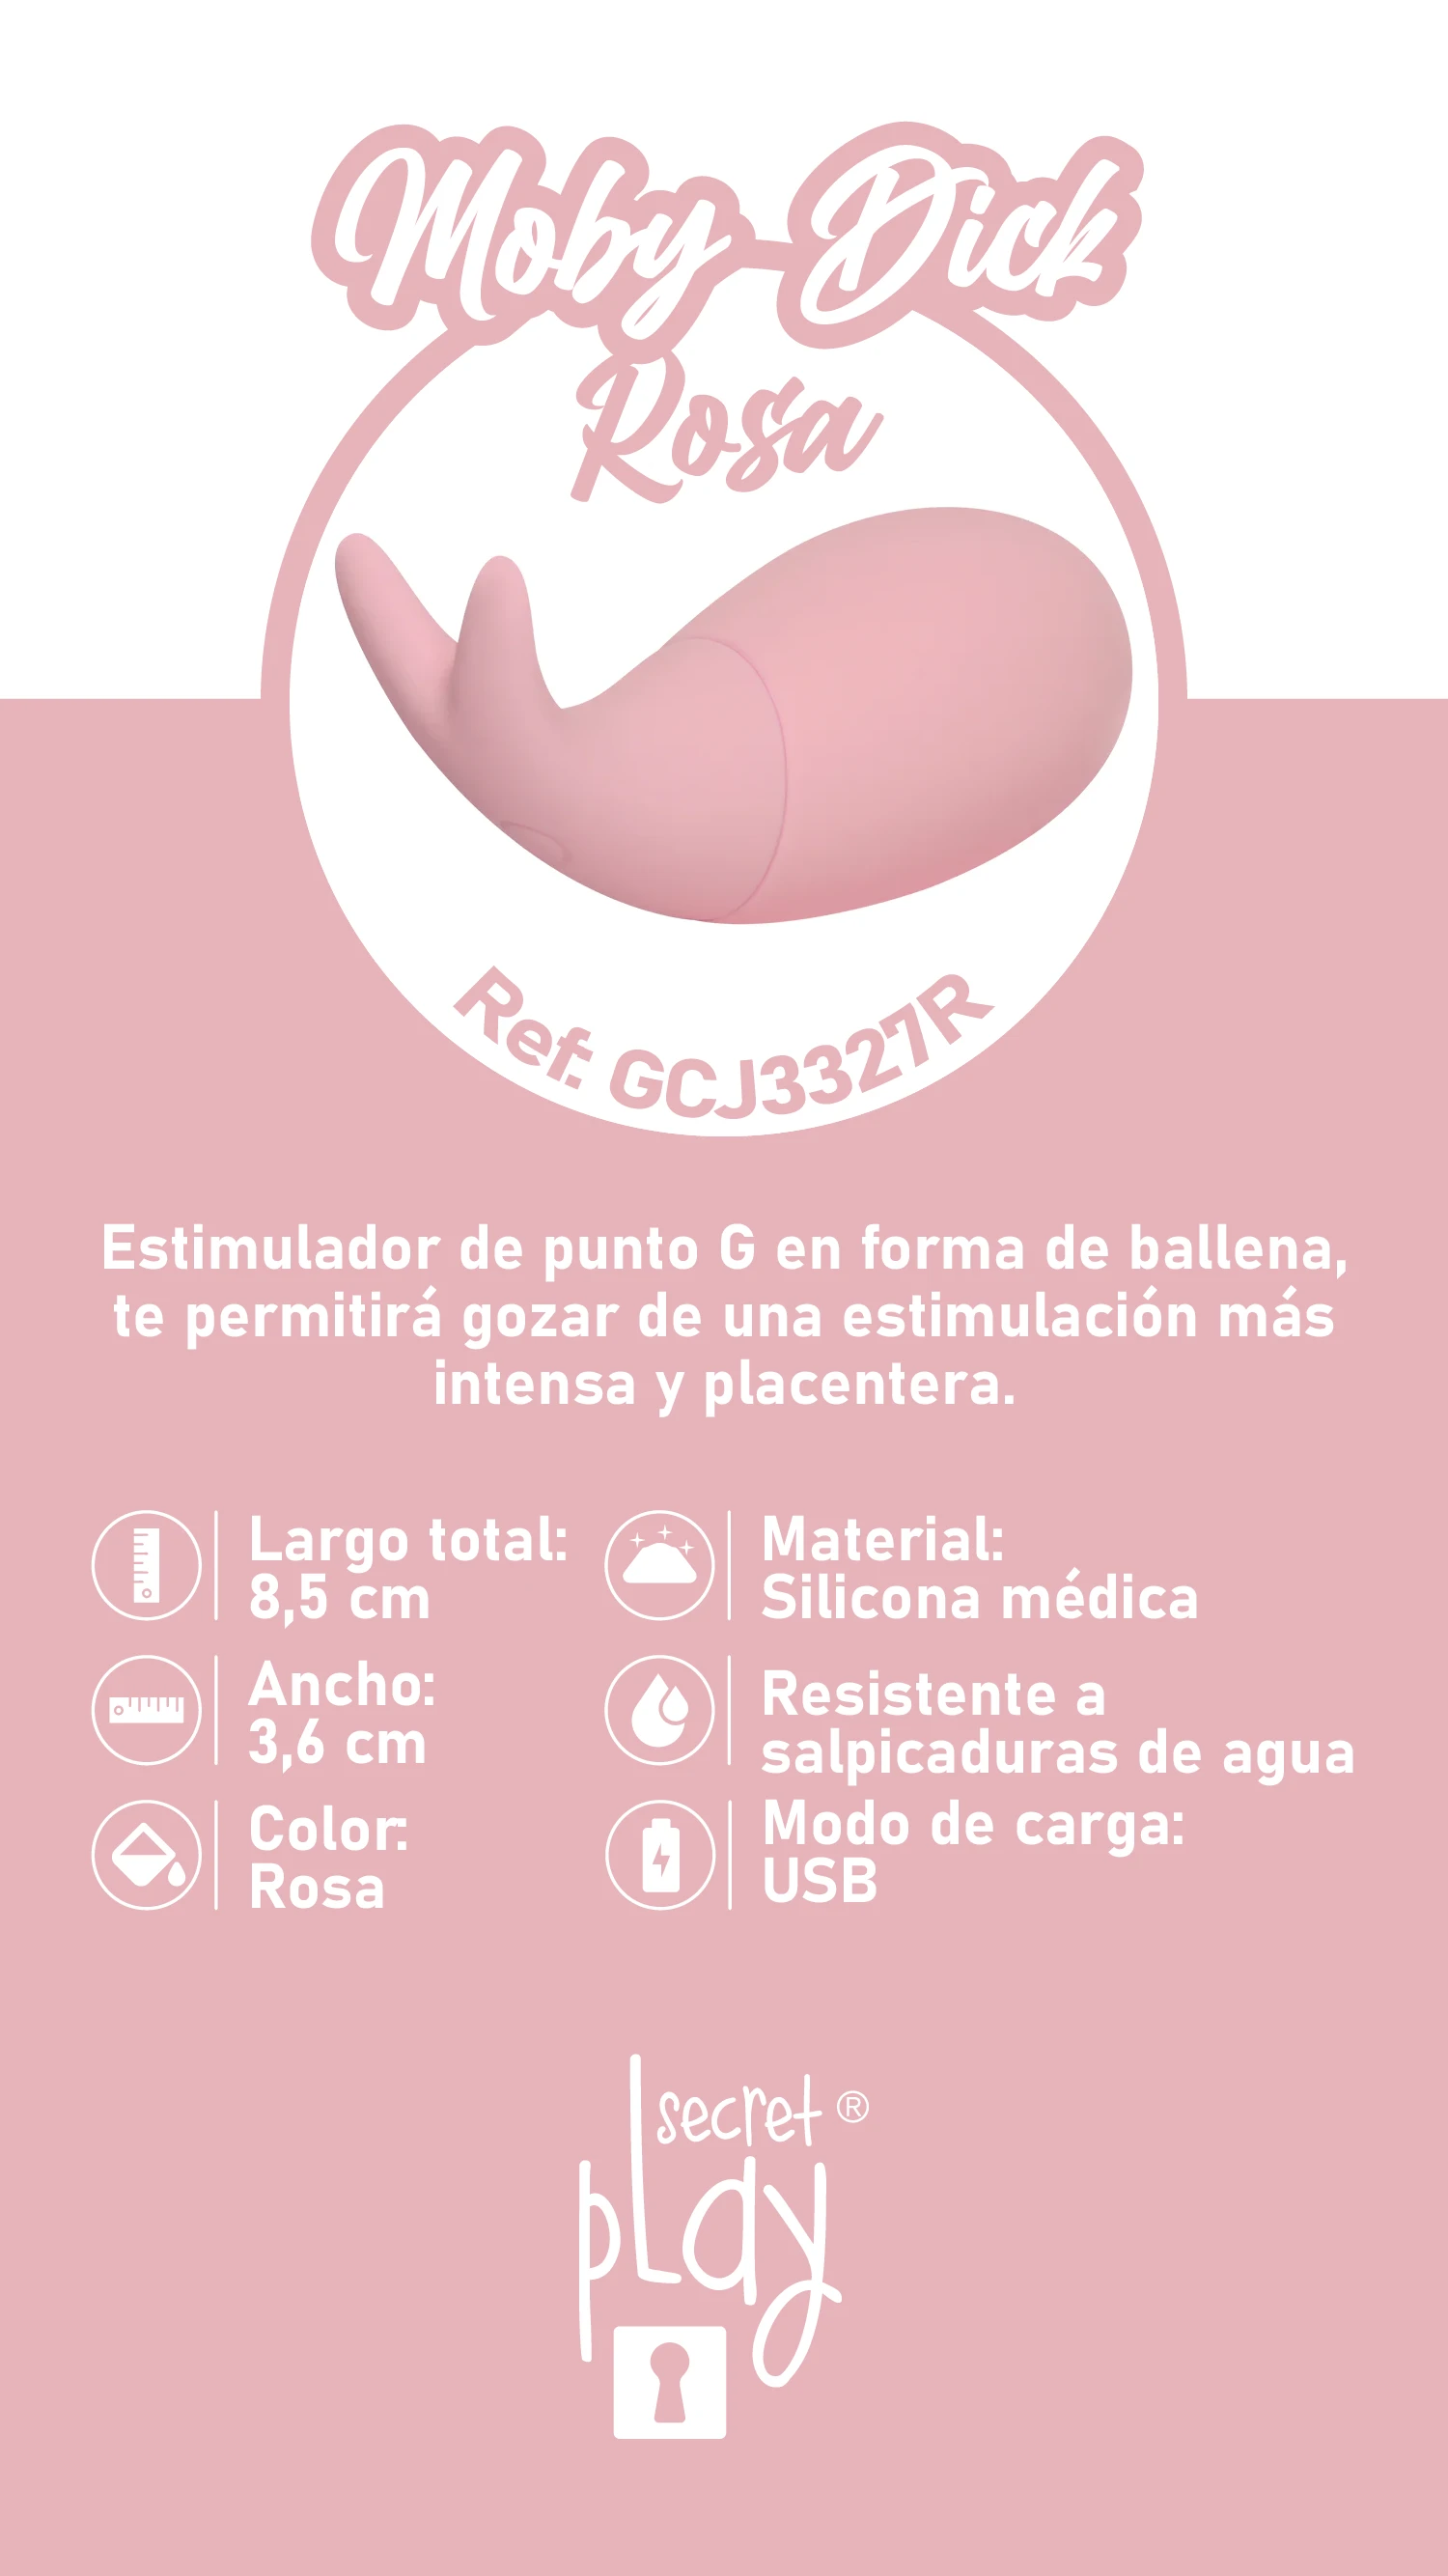 Moby-Dick
Rosa
Ref. GCJ3327R
Estimulador de punto G en forma de ballena,
te permitirá gozar de una estimulación más
intensa y placentera.
Largo total:
8,5 cm
Material:
Silicona médica
Ancho:
3,6 cm
Resistente a
salpicaduras de agua
Color:
Rosa
Modo de carga:
USB
secret ®
play